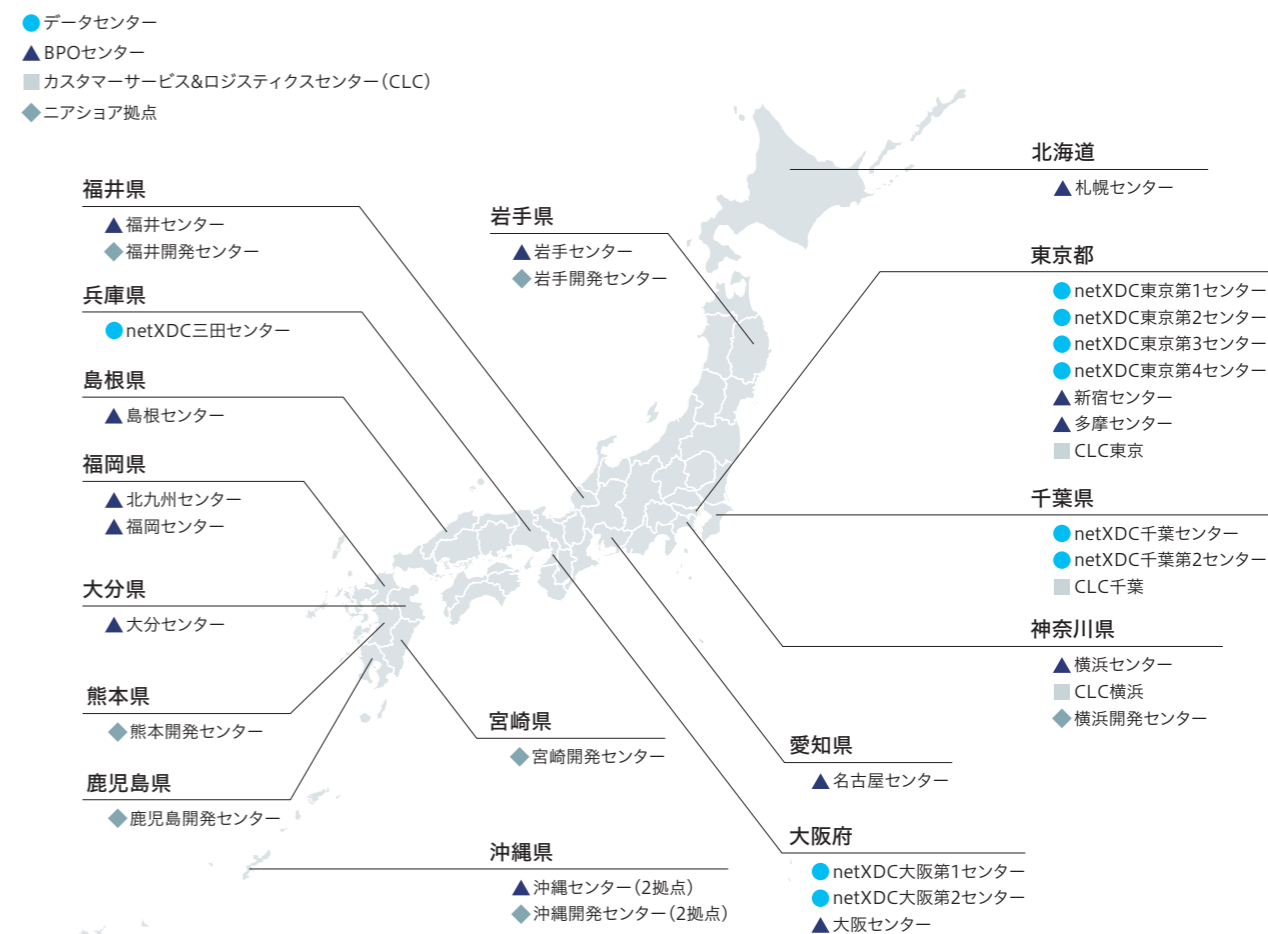 データセンター
BPOセンター
カスタマーサービス&ロジスティクスセンター(CLC)
ニアショア拠点
福井県
福井センター
福井開発センター
兵庫県
netXDC三田センター
島根県
島根センター
福岡県
北九州センター
福岡センター
大分県
大分センター
熊本県
熊本開発センター
鹿児島県
鹿児島開発センター
岩手県
岩手センター
岩手開発センター
宮崎県
宮崎開発センター
沖縄県
沖縄センター(2拠点)
沖縄開発センター(2拠点)
北海道
札幌センター
東京都
netXDC東京第1センター
netXDC東京第2センター
netXDC東京第3センター
netXDC東京第4センター
新宿センター
多摩センター
CLC東京
千葉県
netXDC千葉センター
netXDC千葉第2センター
CLC千葉
神奈川県
横浜センター
CLC横浜
横浜開発センター
愛知県
名古屋センター
大阪府
netXDC大阪第1センター
netXDC大阪第2センター
大阪センター